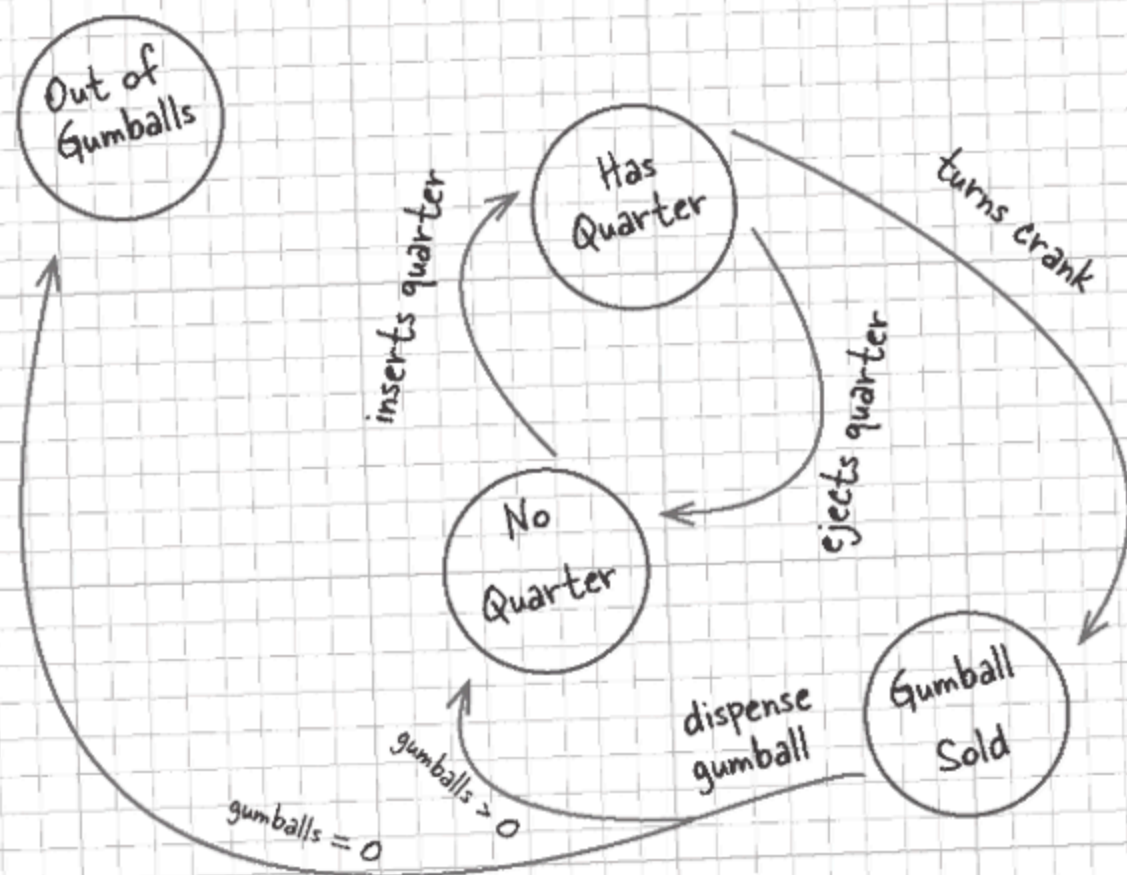 Out of
Gumballs
Has
Quarter
turns crank
inserts quarter
ejects quarter
No
Quarter
Gumball
Sold
dispense
gumball
gumballs > 0
gumballs = 0